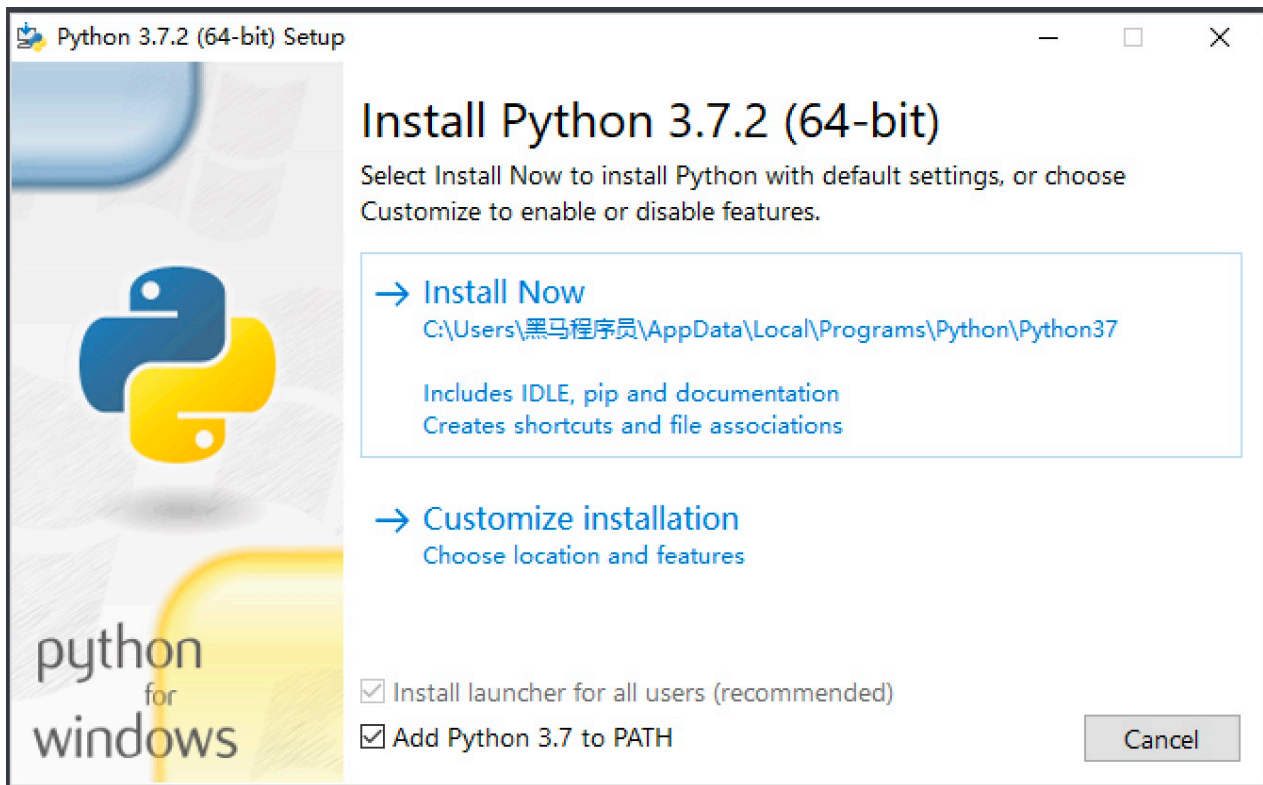 Python 3.7.2 (64-bit) Setup
Install Python 3.7.2 (64-bit)
Select Install Now to install Python with default settings, or choose
Customize to enable or disable features.
→ Install Now
C:\Users\黑马程序员\AppData\Local\Programs\Python\Python37
Includes IDLE, pip and documentation
Creates shortcuts and file associations
→ Customize installation
Choose location and features
python
for
windows
Install launcher for all users (recommended)
Add Python 3.7 to PATH
Cancel